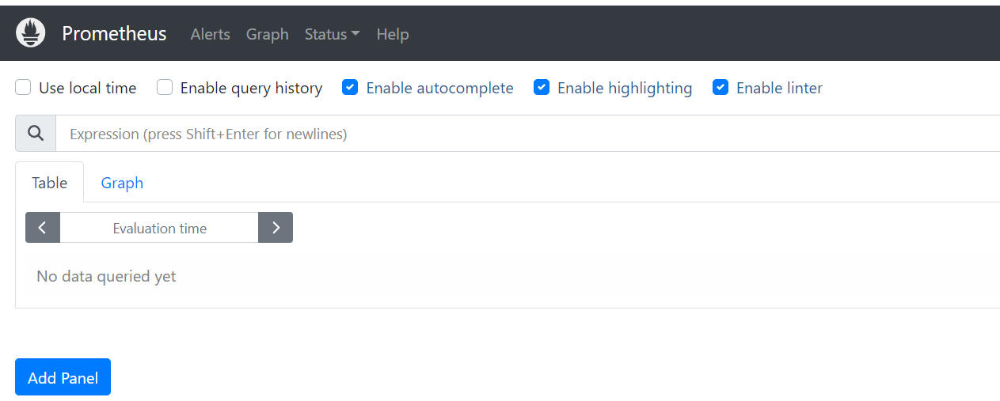 Prometheus Alerts Graph Status Help
Use local time Enable query history Enable autocomplete Enable highlighting Enable linter
Expression (press Shift+Enter for newlines)
Table Graph
Evaluation time
No data queried yet
Add Panel